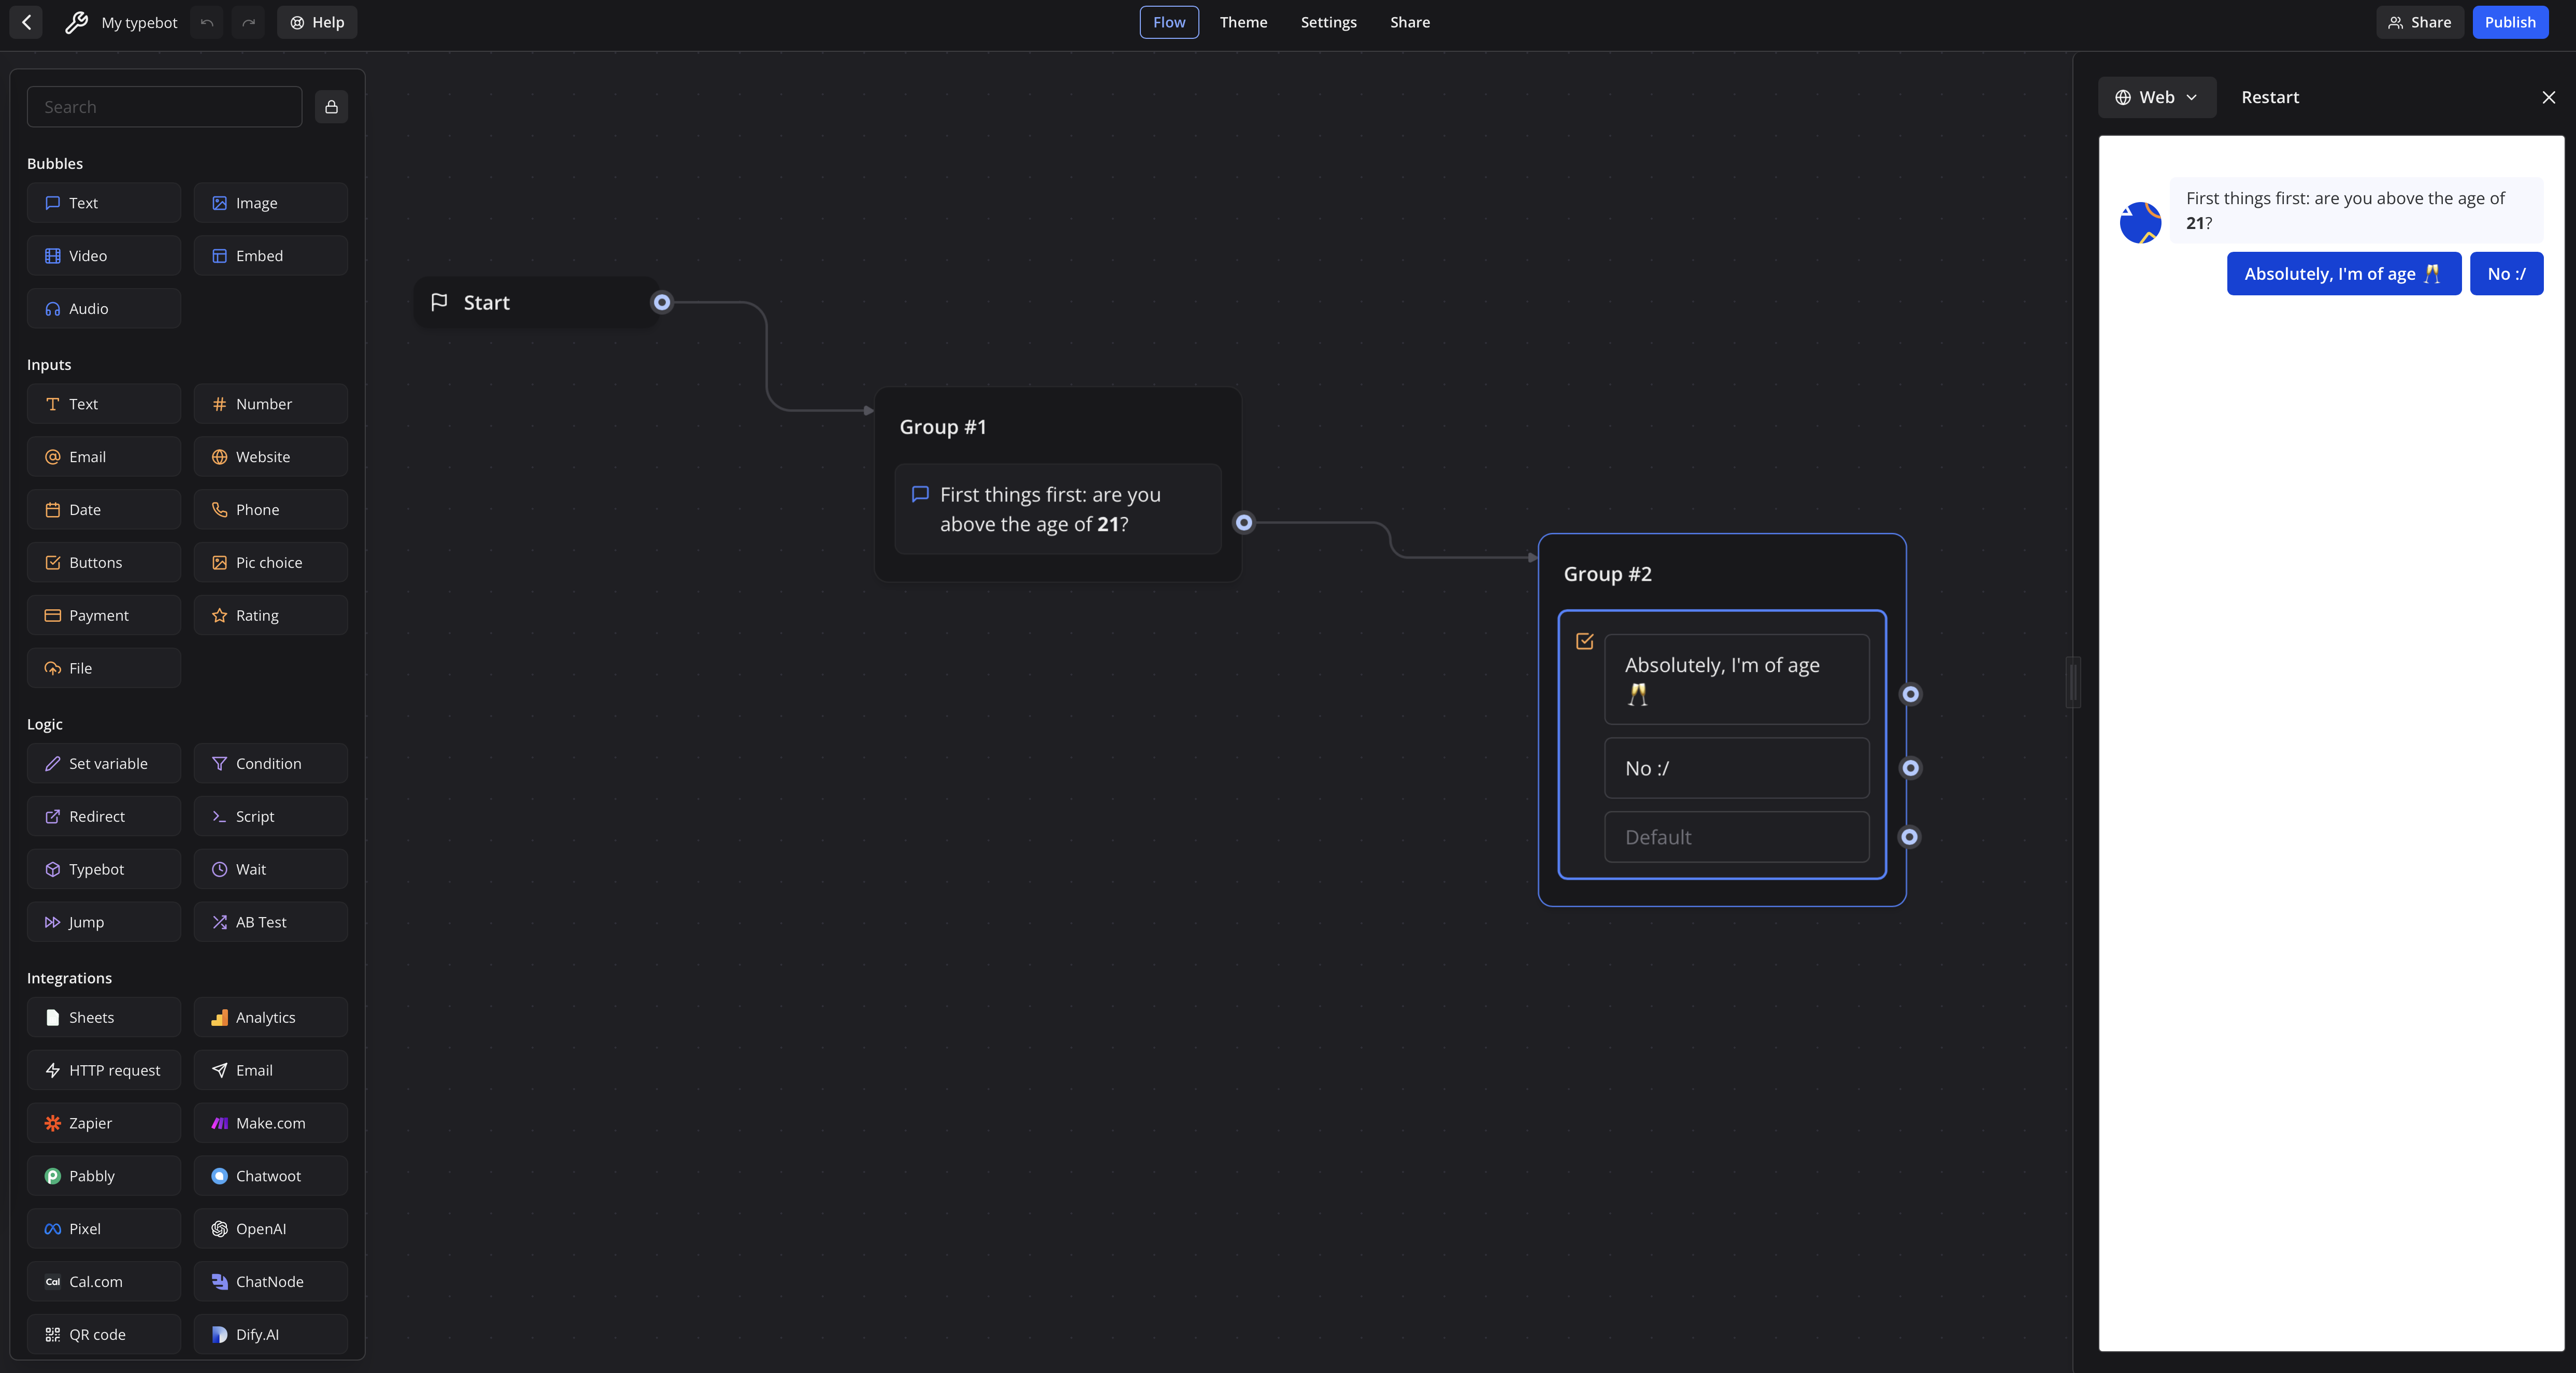 My typebot
Help
Flow
Theme
Settings
Share
Share
Publish
Search
Bubbles
Text
Image
Video
Embed
Audio
Inputs
Text
Number
Email
Website
Date
Phone
Buttons
Pic choice
Payment
Rating
File
Logic
Set variable
Condition
Redirect
Script
Typebot
Wait
Jump
AB Test
Integrations
Sheets
Analytics
HTTP request
Email
Zapier
Make.com
Pabbly
Chatwoot
Pixel
OpenAI
Cal Cal.com
ChatNode
QR code
Dify.AI
Start
Group #1
First things first: are you
above the age of 21?
Group #2
Absolutely, I'm of age
🥂
No :/
Default
Web
Restart
First things first: are you above the age of
21?
Absolutely, I'm of age 🥂
No :/